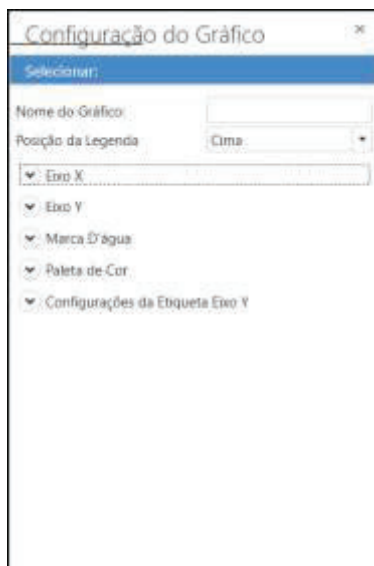 Configuração do Gráfico
Selecionar:
Nome do Gráfico:
Posição da Legenda Cima
Eixo X
Eixo Y
Marca D'água
Paleta de Cor
Configurações da Etiqueta Eixo Y